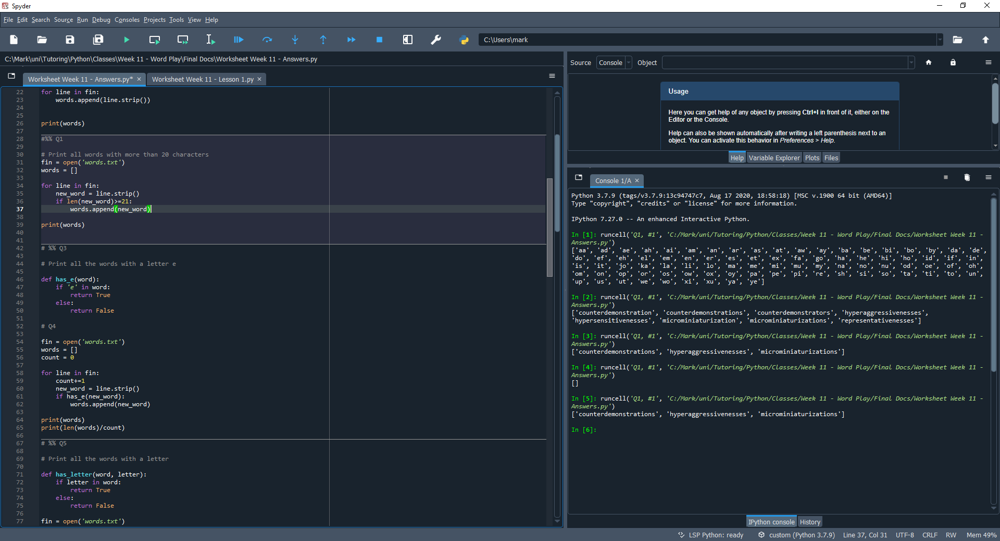 Spyder
File Edit Search Source Run Debug Consoles Projects Tools View Help
C:\Users\mark
C:\Mark\uni\Tutoring\Python\Classes\Week 11 - Word Play\Final Docs\Worksheet Week 11 - Answers.py
Worksheet Week 11 - Answers.py* Worksheet Week 11 - Lesson 1.py
22 for line in fin:
23     words.append(line.strip())
24
25
26 print(words)
27
28 #%% Q1
29
30 # Print all words with more than 20 characters
31 fin = open('words.txt')
32 words = []
33
34 for line in fin:
35     new_word = line.strip()
36     if len(new_word)>=21:
37         words.append(new_word)
38
39 print(words)
40
41
42 # %% Q3
43
44 # Print all the words with a letter e
45
46 def has_e(word):
47     if 'e' in word:
48         return True
49     else:
50         return False
51
52 # Q4
53
54 fin = open('words.txt')
55 words = []
56 count = 0
57
58 for line in fin:
59     count+=1
60     new_word = line.strip()
61     if has_e(new_word):
62         words.append(new_word)
63
64 print(words)
65 print(len(words)/count)
66
67 # %% Q5
68
69 # Print all the words with a letter
70
71 def has_letter(word, letter):
72     if letter in word:
73         return True
74     else:
75         return False
76
77 fin = open('words.txt')
Source Console Object
Usage
Here you can get help of any object by pressing Ctrl+I in front of it, either on the
Editor or the Console.
Help can also be shown automatically after writing a left parenthesis next to an
object. You can activate this behavior in Preferences > Help.
Help Variable Explorer Plots Files
Console 1/A
Python 3.7.9 (tags/v3.7.9:13c94747c7, Aug 17 2020, 18:58:18) [MSC v.1900 64 bit (AMD64)]
Type "copyright", "credits" or "license" for more information.
IPython 7.27.0 -- An enhanced Interactive Python.
In [1]: runcell('Q1, #1', 'C:/Mark/uni/Tutoring/Python/Classes/Week 11 - Word Play/Final Docs/Worksheet Week 11 -
Answers.py')
['aa', 'ad', 'ae', 'ah', 'ai', 'am', 'an', 'ar', 'as', 'at', 'aw', 'ay', 'ba', 'be', 'bi', 'bo', 'by', 'da', 'de',
'do', 'ef', 'eh', 'el', 'em', 'en', 'er', 'es', 'et', 'ex', 'fa', 'go', 'ha', 'he', 'hi', 'ho', 'id', 'if', 'in',
'is', 'it', 'jo', 'ka', 'la', 'li', 'lo', 'ma', 'me', 'mi', 'mu', 'my', 'na', 'no', 'nu', 'od', 'oe', 'of', 'oh',
'om', 'on', 'op', 'or', 'os', 'ow', 'ox', 'oy', 'pa', 'pe', 'pi', 're', 'sh', 'si', 'so', 'ta', 'ti', 'to', 'un',
'up', 'us', 'ut', 'we', 'wo', 'xi', 'xu', 'ya', 'ye']
In [2]: runcell('Q1, #1', 'C:/Mark/uni/Tutoring/Python/Classes/Week 11 - Word Play/Final Docs/Worksheet Week 11 -
Answers.py')
['counterdemonstration', 'counterdemonstrations', 'counterdemonstrators', 'hyperaggressivenesses',
'hypersensitivenesses', 'microminiaturization', 'microminiaturizations', 'representativenesses']
In [3]: runcell('Q1, #1', 'C:/Mark/uni/Tutoring/Python/Classes/Week 11 - Word Play/Final Docs/Worksheet Week 11 -
Answers.py')
['counterdemonstrations', 'hyperaggressivenesses', 'microminiaturizations']
In [4]: runcell('Q1, #1', 'C:/Mark/uni/Tutoring/Python/Classes/Week 11 - Word Play/Final Docs/Worksheet Week 11 -
Answers.py')
[]
In [5]: runcell('Q1, #1', 'C:/Mark/uni/Tutoring/Python/Classes/Week 11 - Word Play/Final Docs/Worksheet Week 11 -
Answers.py')
['counterdemonstrations', 'hyperaggressivenesses', 'microminiaturizations']
In [6]:
IPython console History
LSP Python: ready custom (Python 3.7.9) Line 37, Col 31 UTF-8 CRLF RW Mem 49%